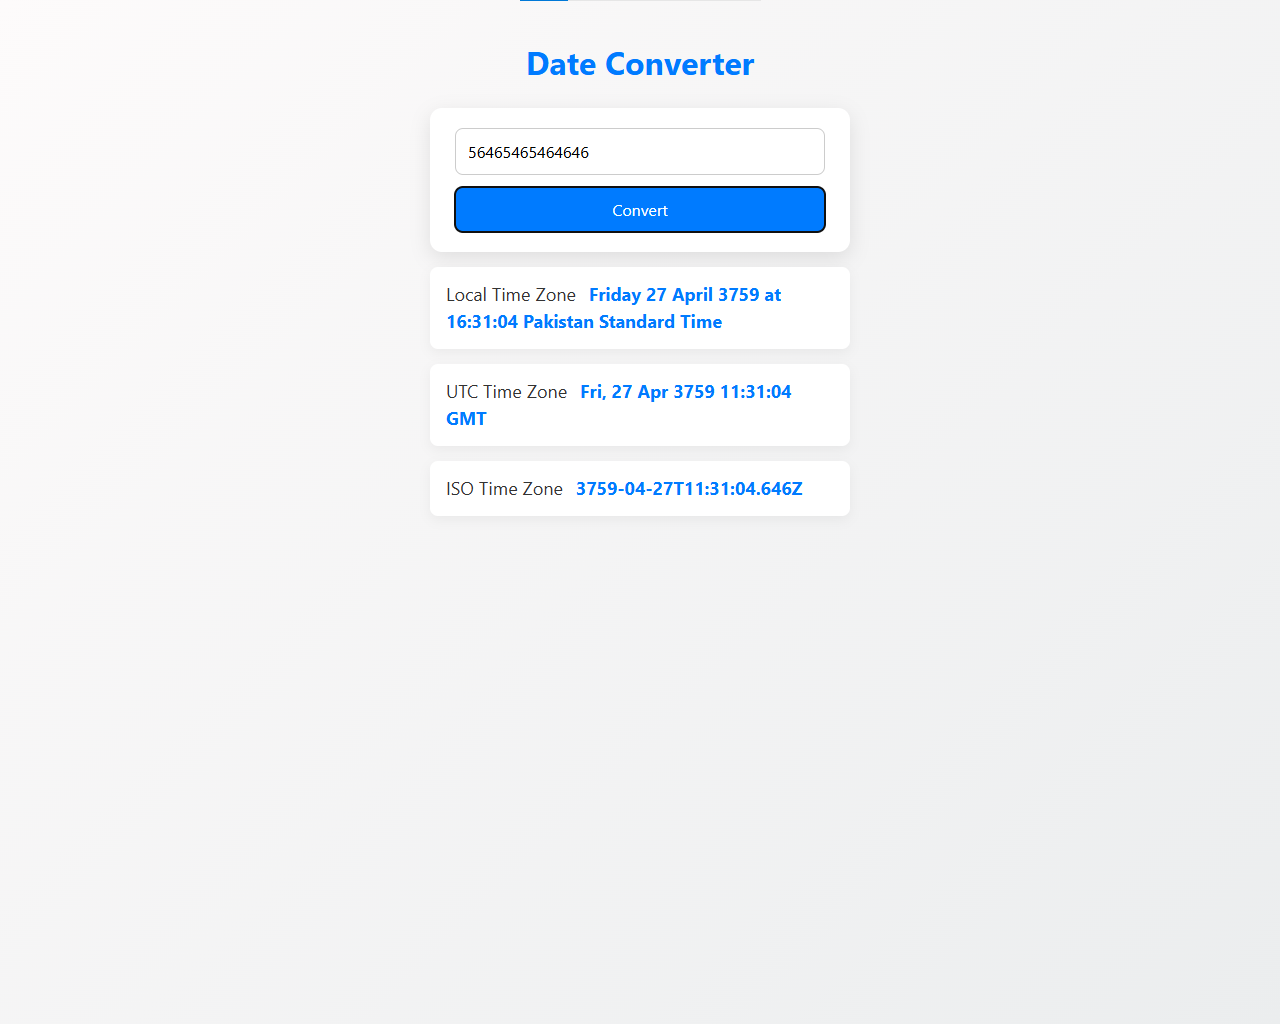 Date Converter
56465465464646
Convert
Local Time Zone Friday 27 April 3759 at
16:31:04 Pakistan Standard Time
UTC Time Zone Fri, 27 Apr 3759 11:31:04
GMT
ISO Time Zone 3759-04-27T11:31:04.646Z